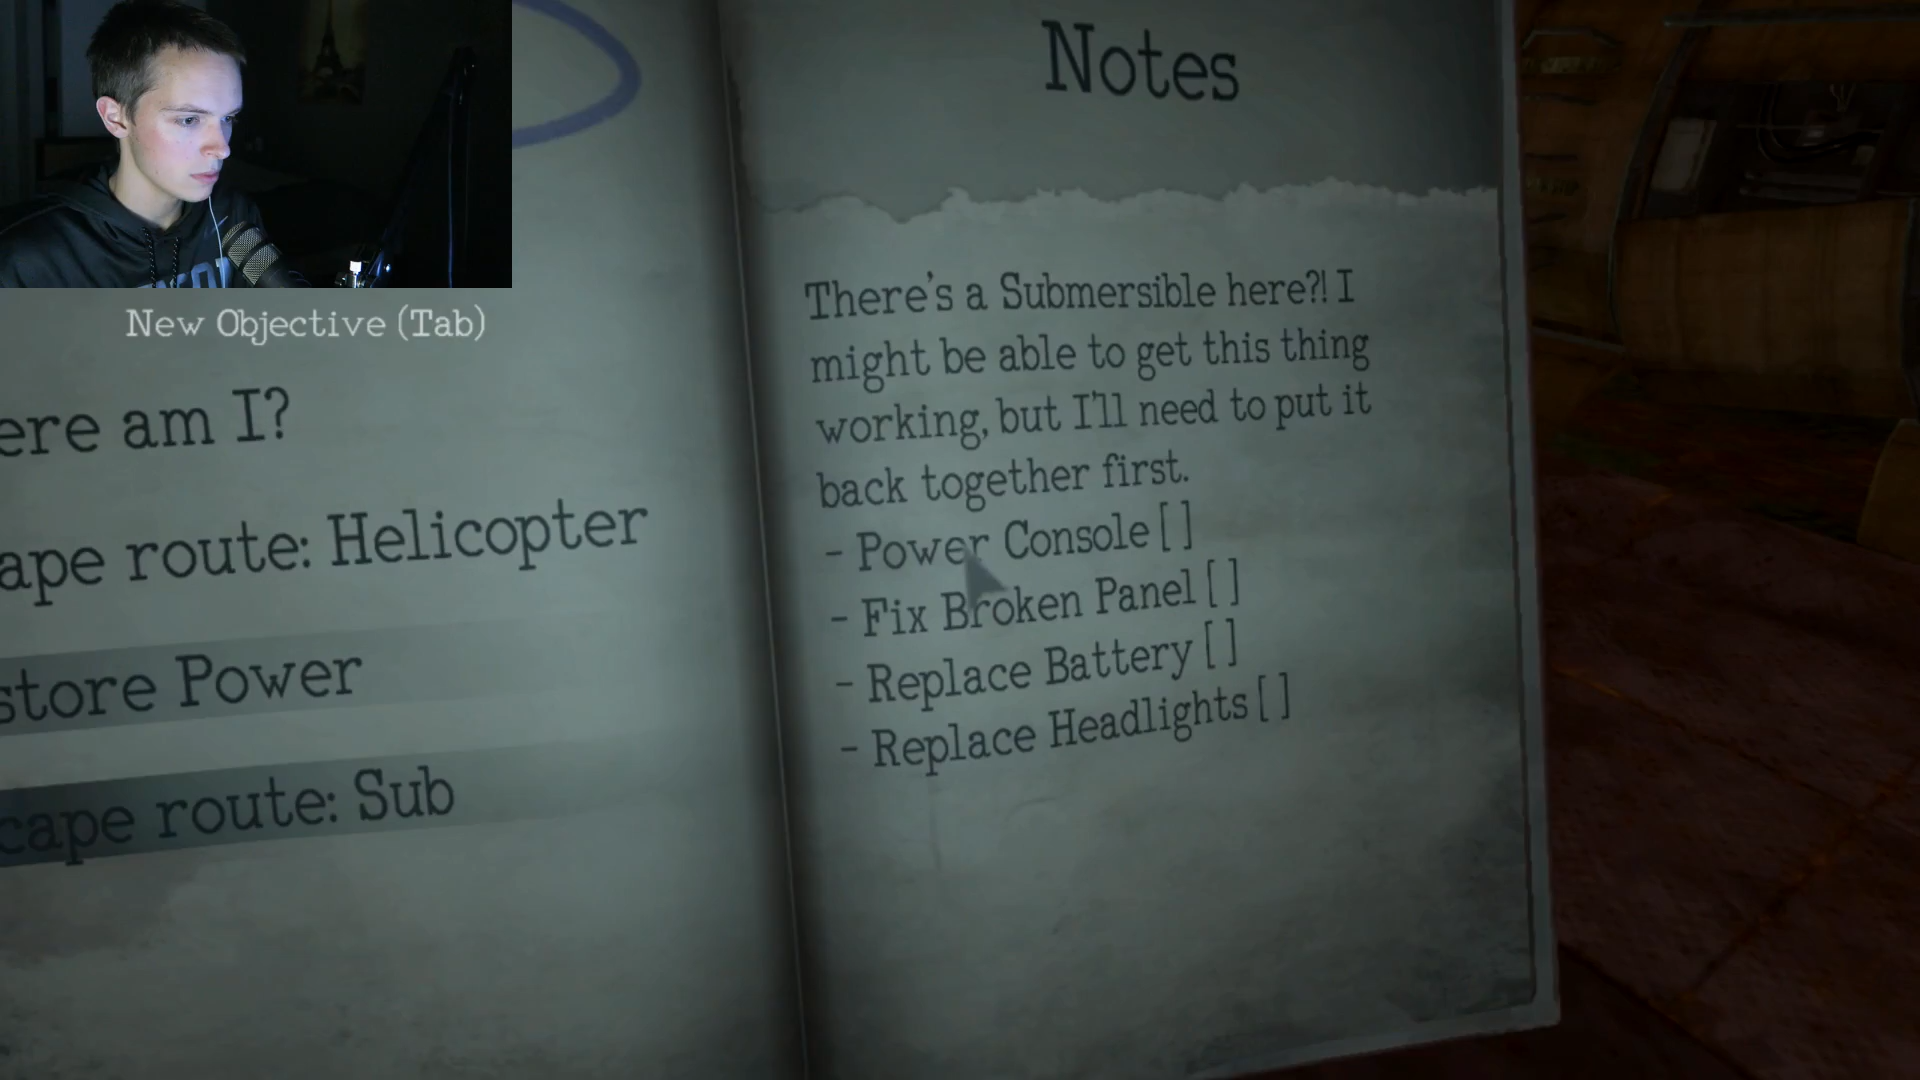 New Objective (Tab)
ere am I?
ape route: Helicopter
store Power
cape route: Sub
Notes
There's a Submersible here?! I
might be able to get this thing
working, but I'll need to put it
back together first.
- Power Console [ ]
- Fix Broken Panel [ ]
- Replace Battery [ ]
- Replace Headlights [ ]